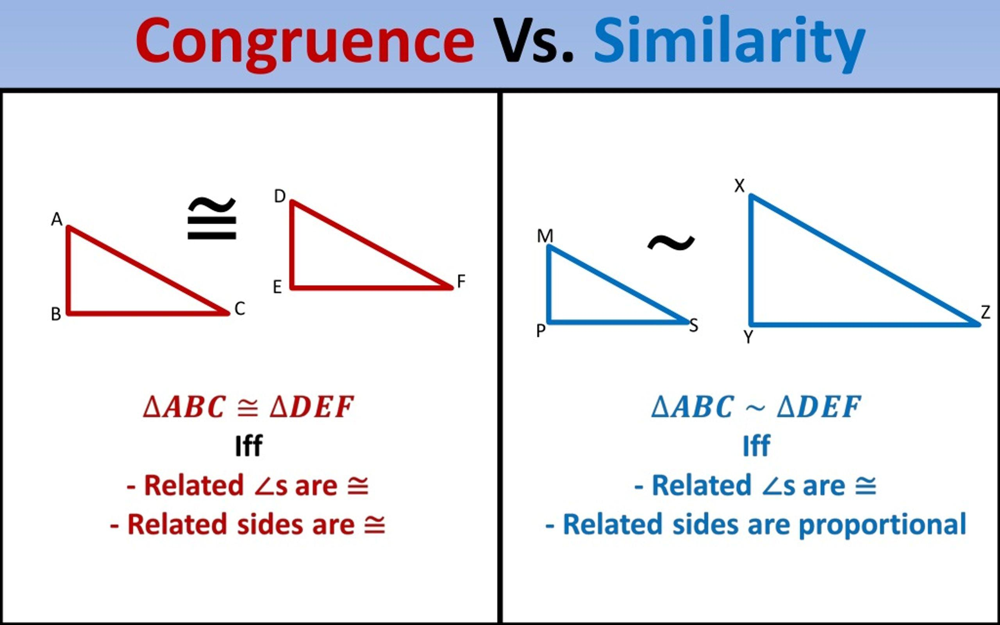 Congruence Vs. Similarity
A
B
C
≅
D
E
F
ΔABC ≅ ΔDEF
Iff
- Related ∠s are ≅
- Related sides are ≅
M
P
S
~
X
Y
Z
ΔABC ~ ΔDEF
Iff
- Related ∠s are ≅
- Related sides are proportional